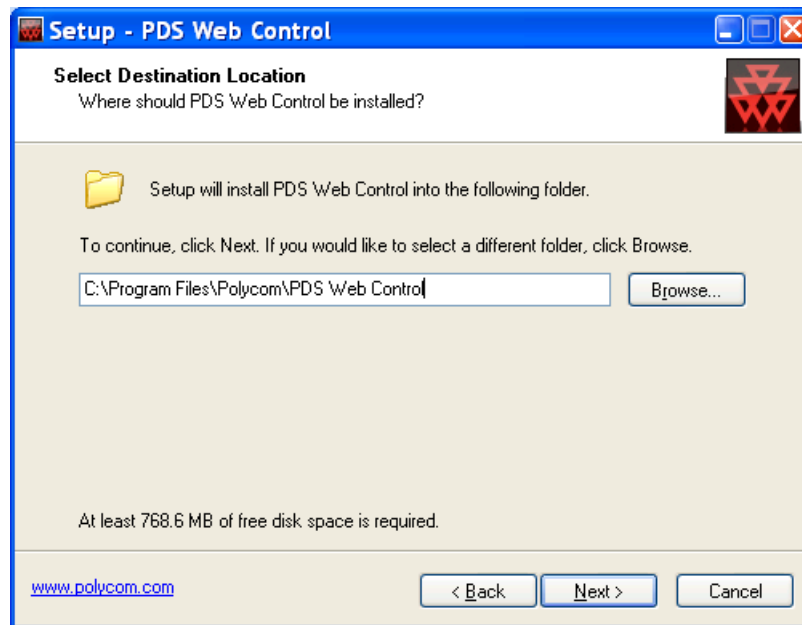 Setup - PDS Web Control
Select Destination Location
Where should PDS Web Control be installed?
Setup will install PDS Web Control into the following folder.
To continue, click Next. If you would like to select a different folder, click Browse.
C:\Program Files\Polycom\PDS Web Control
Browse...
At least 768.6 MB of free disk space is required.
www.polycom.com
< Back
Next >
Cancel